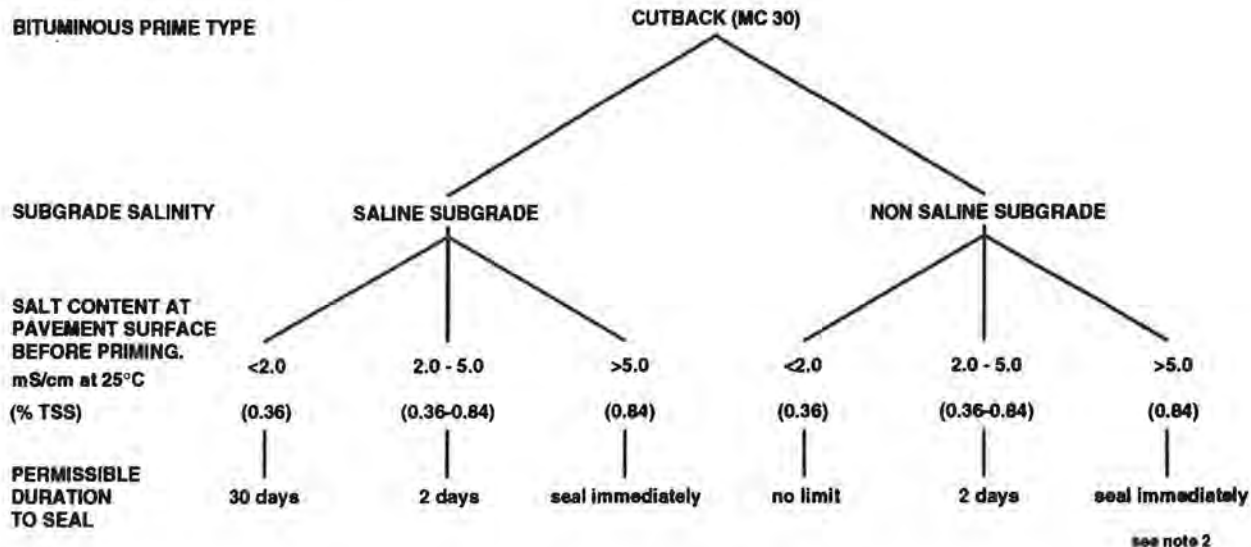 BITUMINOUS PRIME TYPE
CUTBACK (MC 30)
SUBGRADE SALINITY
SALINE SUBGRADE
NON SALINE SUBGRADE
SALT CONTENT AT
PAVEMENT SURFACE
BEFORE PRIMING.
mS/cm at 25°C
<2.0
2.0 - 5.0
>5.0
<2.0
2.0 - 5.0
>5.0
(% TSS)
(0.36)
(0.36-0.84)
(0.84)
(0.36)
(0.36-0.84)
(0.84)
PERMISSIBLE
DURATION
TO SEAL
30 days
2 days
seal immediately
no limit
2 days
seal immediately
see note 2